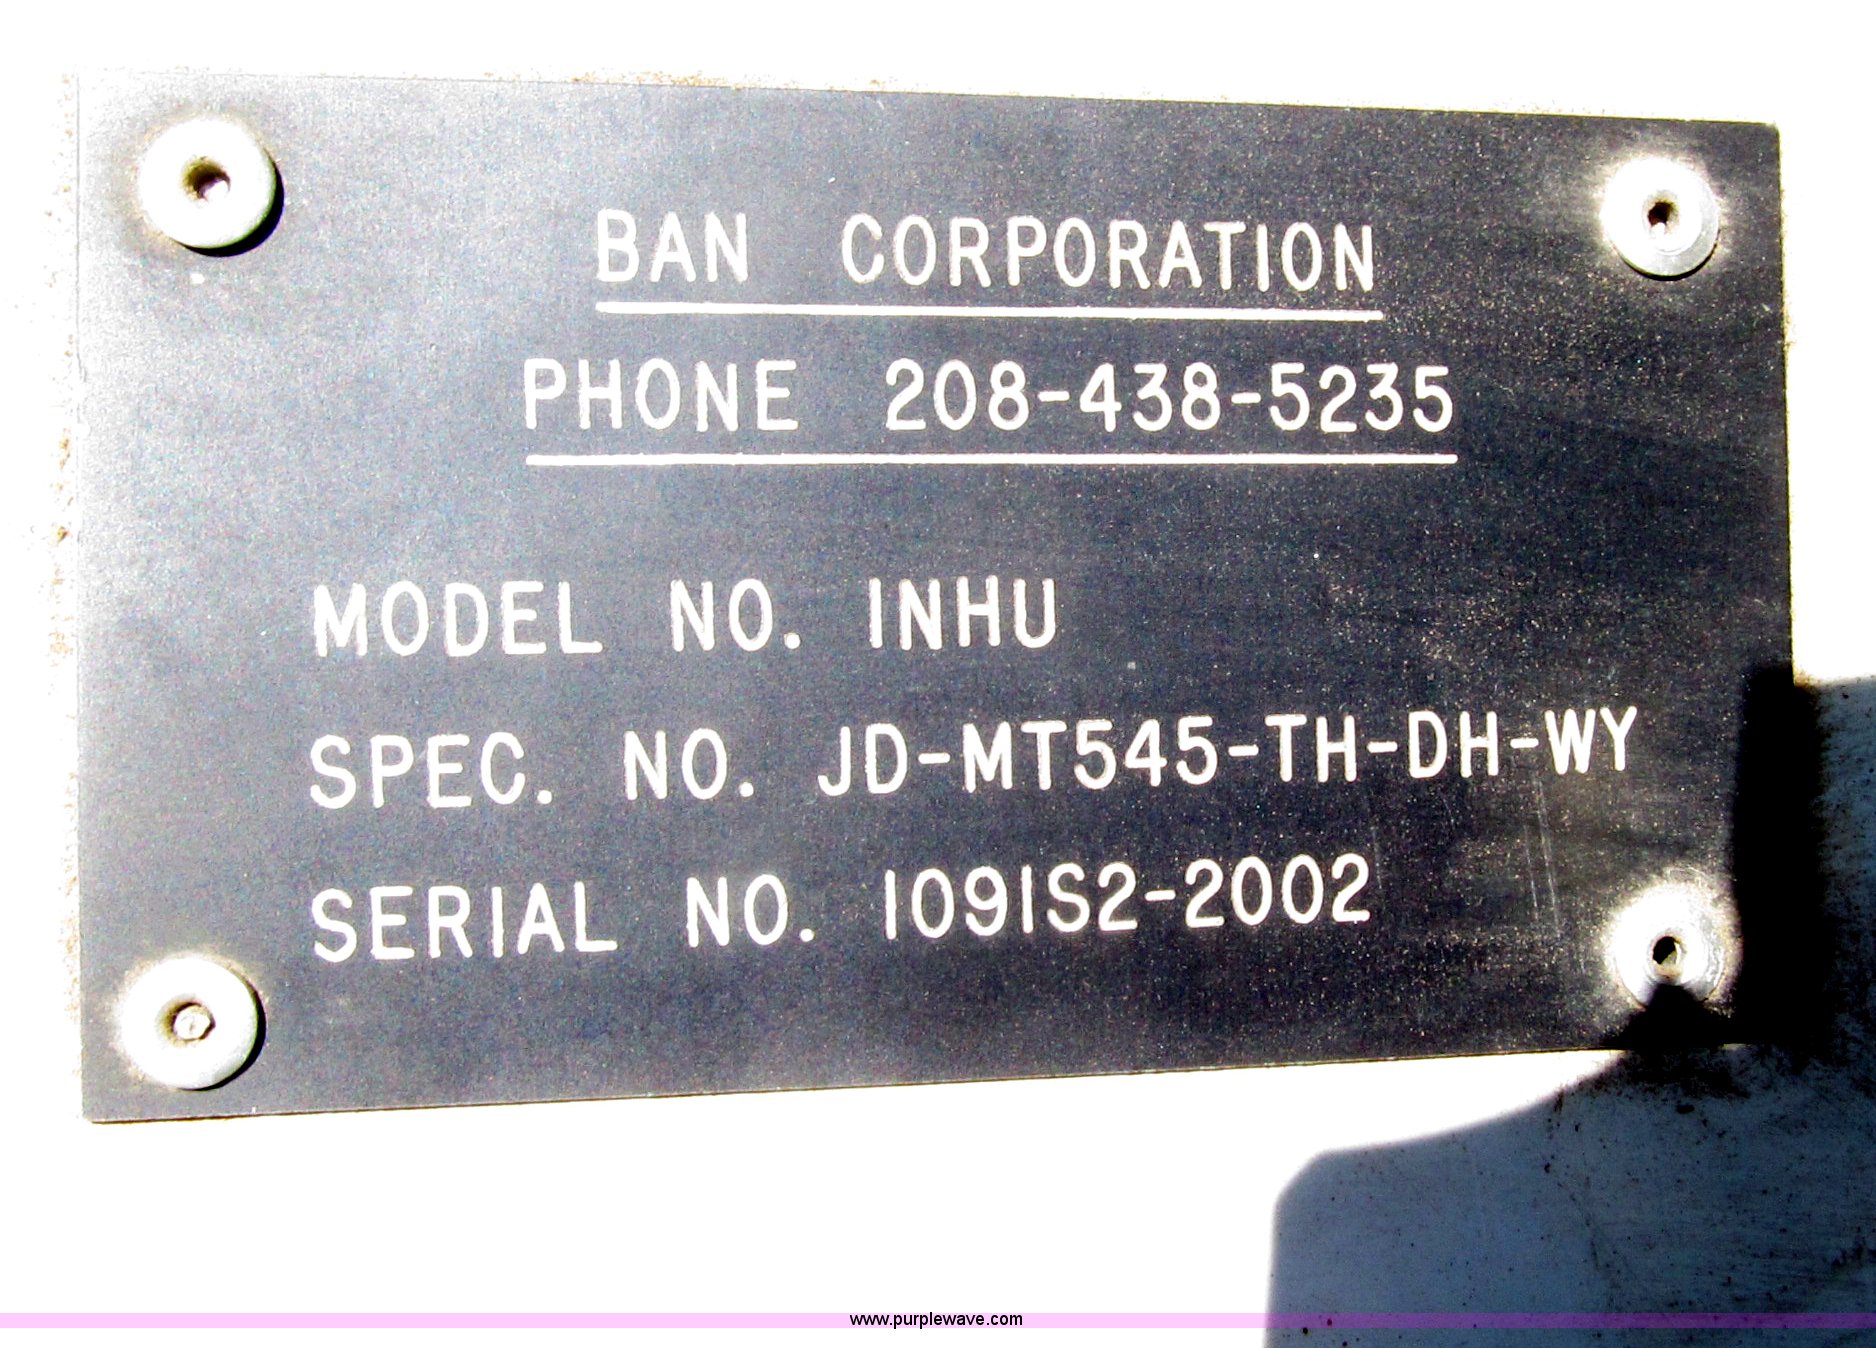 BAN CORPORATION
PHONE 208-438-5235
MODEL NO. INHU
SPEC. NO. JD-MT545-TH-DH-WY
SERIAL NO. 1091S2-2002
www.purplewave.com